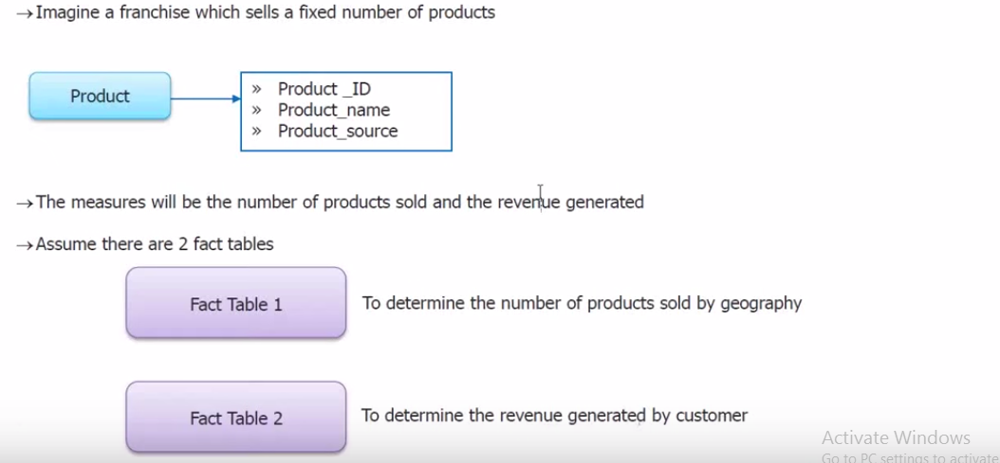 →Imagine a franchise which sells a fixed number of products
Product
» Product _ID
» Product_name
» Product_source
→The measures will be the number of products sold and the revenue generated
→Assume there are 2 fact tables
Fact Table 1
To determine the number of products sold by geography
Fact Table 2
To determine the revenue generated by customer
Activate Windows
Go to PC settings to activate